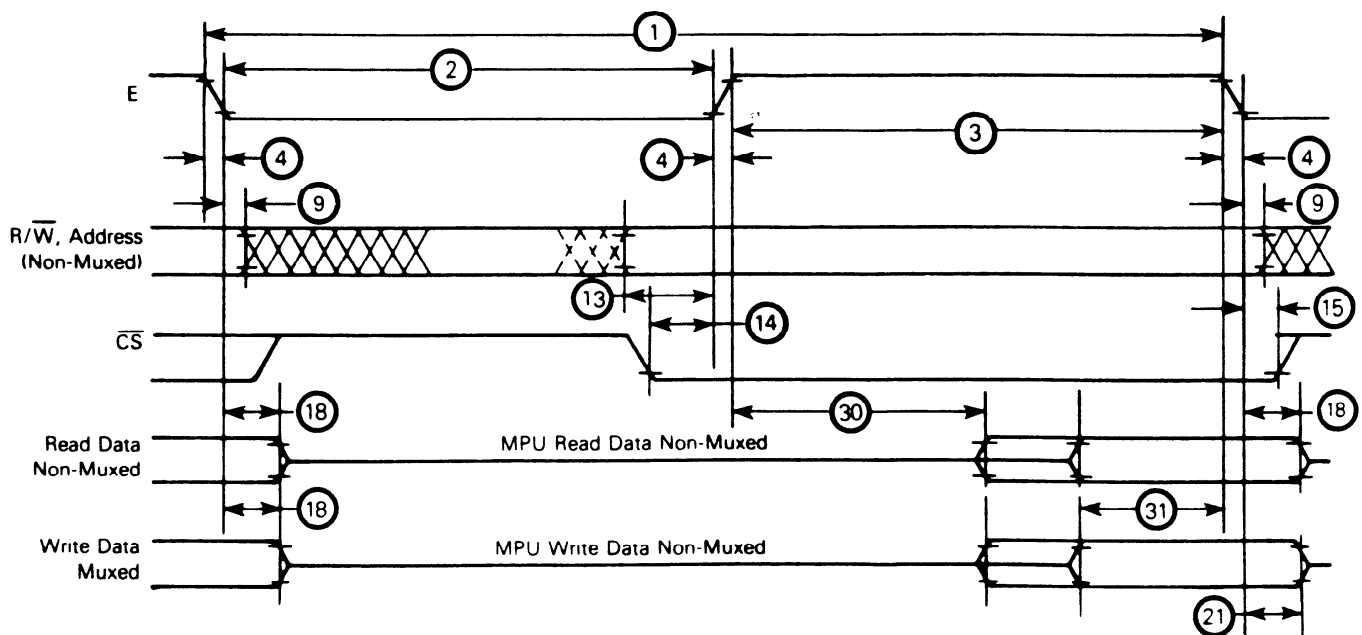 1
2
E
3
4
4
4
9
9
R/W̅, Address
(Non-Muxed)
13
14
15
C̅S̅
18
30
18
Read Data
Non-Muxed
MPU Read Data Non-Muxed
18
31
Write Data
Muxed
MPU Write Data Non-Muxed
21